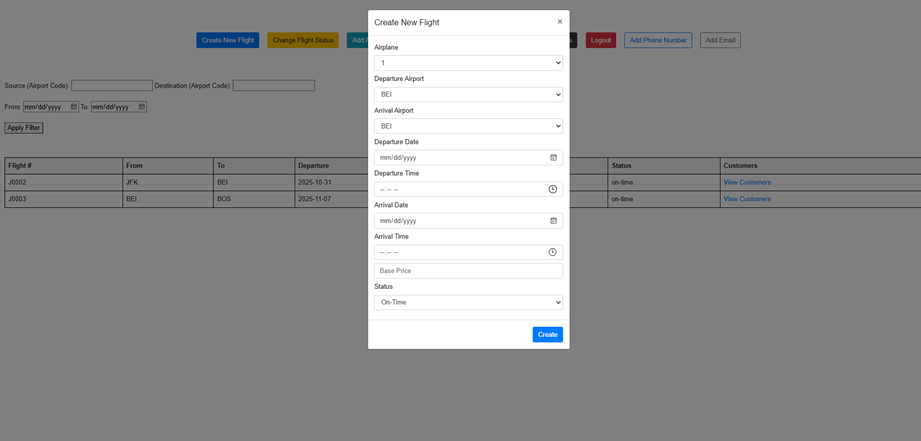 Create New Flight ×
Create New Flight Change Flight Status Add A s Logout Add Phone Number Add Email
Airplane
1
Departure Airport
BEI
Arrival Airport
BEI
Departure Date
mm/dd/yyyy
Departure Time
--:-- --
Arrival Date
mm/dd/yyyy
Arrival Time
--:-- --
Base Price
Status
On-Time
Create
Source (Airport Code): Destination (Airport Code):
From: mm/dd/yyyy To: mm/dd/yyyy
Apply Filter
Flight # From To Departure Status Customers
J0002 JFK BEI 2025-10-31 on-time View Customers
J0003 BEI BOS 2025-11-07 on-time View Customers